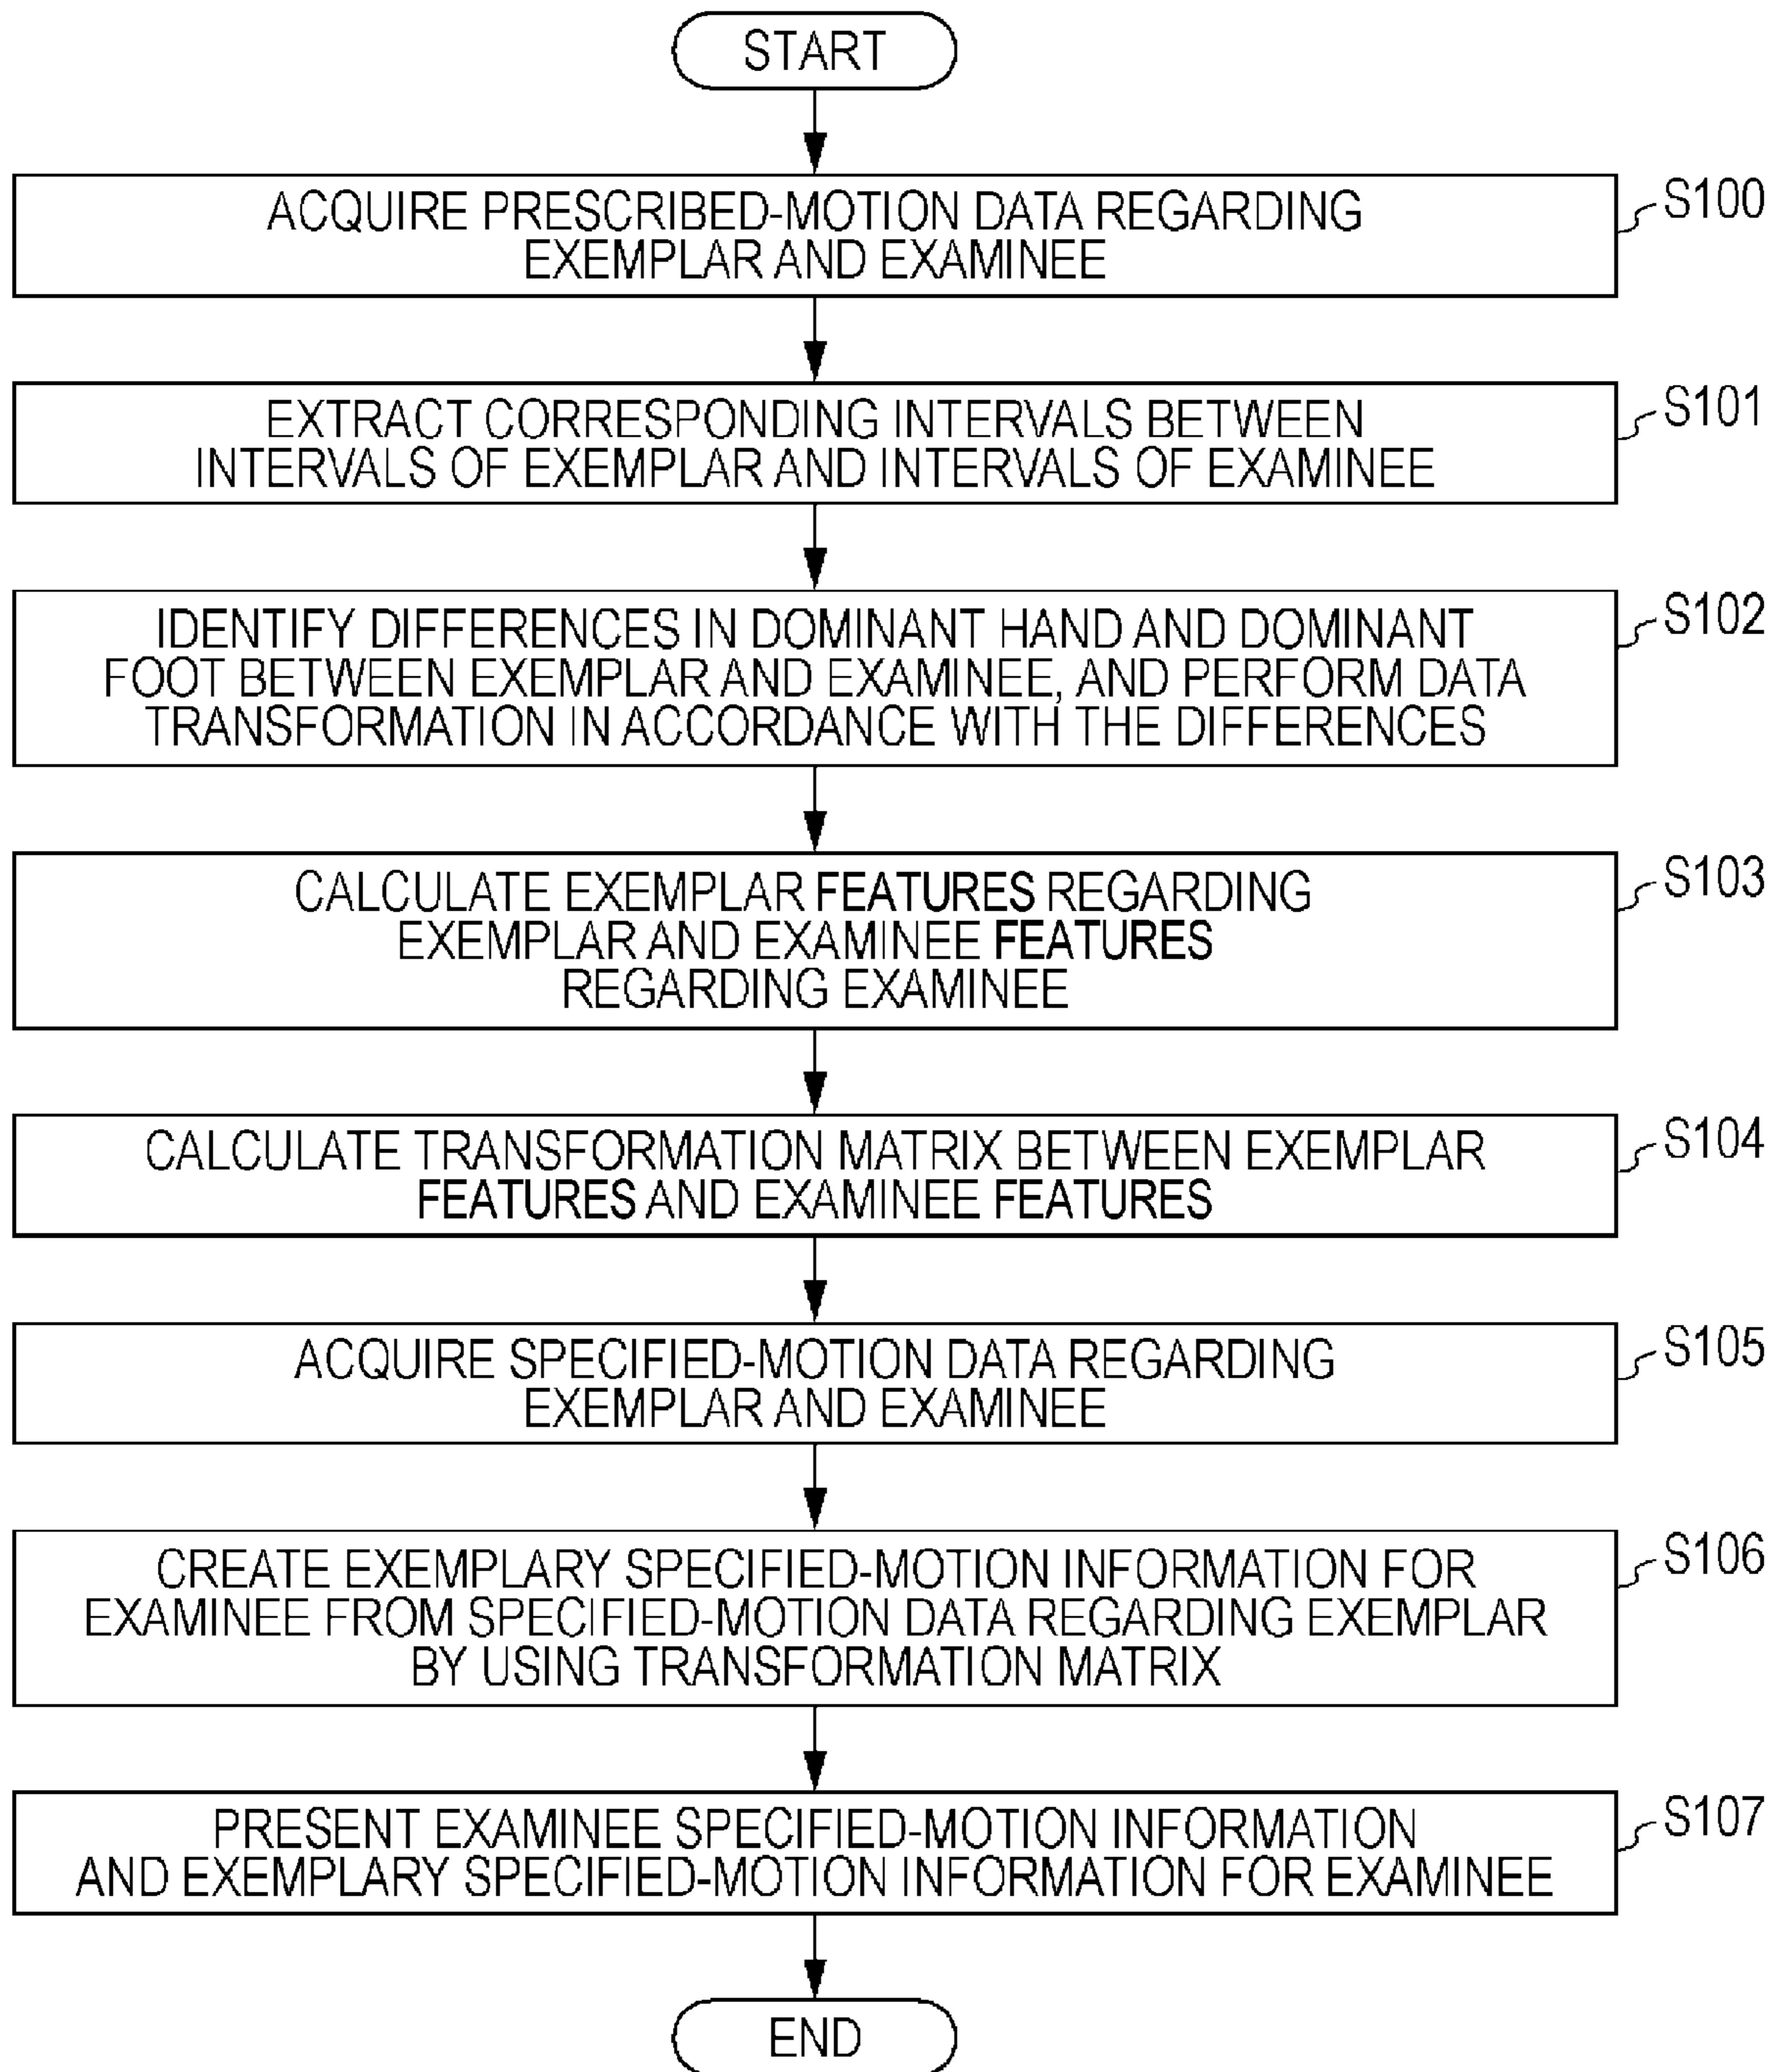 START
ACQUIRE PRESCRIBED-MOTION DATA REGARDING
EXEMPLAR AND EXAMINEE
S100
EXTRACT CORRESPONDING INTERVALS BETWEEN
INTERVALS OF EXEMPLAR AND INTERVALS OF EXAMINEE
S101
IDENTIFY DIFFERENCES IN DOMINANT HAND AND DOMINANT
FOOT BETWEEN EXEMPLAR AND EXAMINEE, AND PERFORM DATA
TRANSFORMATION IN ACCORDANCE WITH THE DIFFERENCES
S102
CALCULATE EXEMPLAR FEATURES REGARDING
EXEMPLAR AND EXAMINEE FEATURES
REGARDING EXAMINEE
S103
CALCULATE TRANSFORMATION MATRIX BETWEEN EXEMPLAR
FEATURES AND EXAMINEE FEATURES
S104
ACQUIRE SPECIFIED-MOTION DATA REGARDING
EXEMPLAR AND EXAMINEE
S105
CREATE EXEMPLARY SPECIFIED-MOTION INFORMATION FOR
EXAMINEE FROM SPECIFIED-MOTION DATA REGARDING EXEMPLAR
BY USING TRANSFORMATION MATRIX
S106
PRESENT EXAMINEE SPECIFIED-MOTION INFORMATION
AND EXEMPLARY SPECIFIED-MOTION INFORMATION FOR EXAMINEE
S107
END